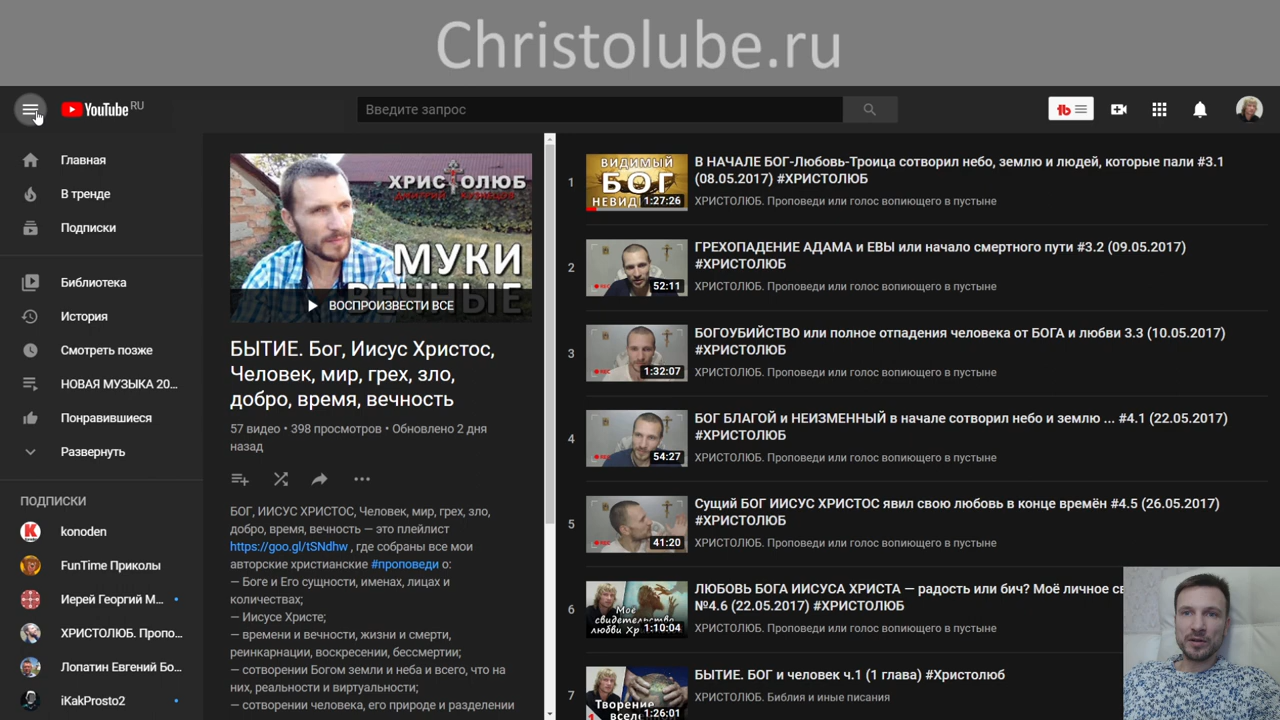 Christolube.ru
YouTube RU
Введите запрос
Главная
В тренде
Подписки
Библиотека
История
Смотреть позже
НОВАЯ МУЗЫКА 20...
Понравившиеся
Развернуть
ПОДПИСКИ
konoden
FunTime Приколы
Иерей Георгий М...
ХРИСТОЛЮБ. Пропо...
Лопатин Евгений Бо...
iKakProsto2
ХРИСТОЛЮБ
МУКИ
ВЕЧНЫЕ
ВОСПРОИЗВЕСТИ ВСЕ
БЫТИЕ. Бог, Иисус Христос,
Человек, мир, грех, зло,
добро, время, вечность
57 видео • 398 просмотров • Обновлено 2 дня
назад
БОГ, ИИСУС ХРИСТОС, Человек, мир, грех, зло,
добро, время, вечность — это плейлист
https://goo.gl/tSNdhw , где собраны все мои
авторские христианские #проповеди о:
— Боге и Его сущности, именах, лицах и
количествах;
— Иисусе Христе;
— времени и вечности, жизни и смерти,
реинкарнации, воскресении, бессмертии;
— сотворении Богом земли и неба и всего, что на
них, реальности и виртуальности;
— сотворении человека, его природе и разделении
1
ВИДИМЫЙ
БОГ
НЕВИД
1:27:26
В НАЧАЛЕ БОГ-Любовь-Троица сотворил небо, землю и людей, которые пали #3.1
(08.05.2017) #ХРИСТОЛЮБ
ХРИСТОЛЮБ. Проповеди или голос вопиющего в пустыне
2
52:11
ГРЕХОПАДЕНИЕ АДАМА и ЕВЫ или начало смертного пути #3.2 (09.05.2017)
#ХРИСТОЛЮБ
ХРИСТОЛЮБ. Проповеди или голос вопиющего в пустыне
3
1:32:07
БОГОУБИЙСТВО или полное отпадения человека от БОГА и любви 3.3 (10.05.2017)
#ХРИСТОЛЮБ
ХРИСТОЛЮБ. Проповеди или голос вопиющего в пустыне
4
54:27
БОГ БЛАГОЙ и НЕИЗМЕННЫЙ в начале сотворил небо и землю ... #4.1 (22.05.2017)
#ХРИСТОЛЮБ
ХРИСТОЛЮБ. Проповеди или голос вопиющего в пустыне
5
41:20
Сущий БОГ ИИСУС ХРИСТОС явил свою любовь в конце времён #4.5 (26.05.2017)
#ХРИСТОЛЮБ
ХРИСТОЛЮБ. Проповеди или голос вопиющего в пустыне
6
Моё
свидетельство
любви Хр
1:10:04
ЛЮБОВЬ БОГА ИИСУСА ХРИСТА — радость или бич? Моё личное св
№4.6 (22.05.2017) #ХРИСТОЛЮБ
ХРИСТОЛЮБ. Проповеди или голос вопиющего в пустыне
7
Творение
все
1:26:01
БЫТИЕ. БОГ и человек ч.1 (1 глава) #Христолюб
ХРИСТОЛЮБ. Библия и иные писания